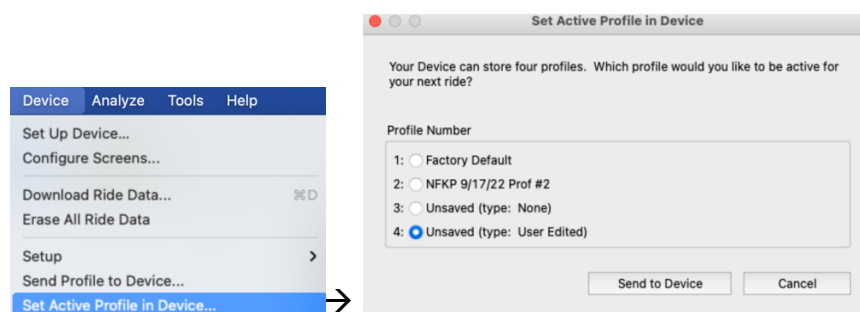 Device Analyze Tools Help
Set Up Device...
Configure Screens...
Download Ride Data... ⌘D
Erase All Ride Data
Setup >
Send Profile to Device...
Set Active Profile in Device...
→
Set Active Profile in Device
Your Device can store four profiles. Which profile would you like to be active for
your next ride?
Profile Number
1: Factory Default
2: NFKP 9/17/22 Prof #2
3: Unsaved (type: None)
4: Unsaved (type: User Edited)
Send to Device Cancel